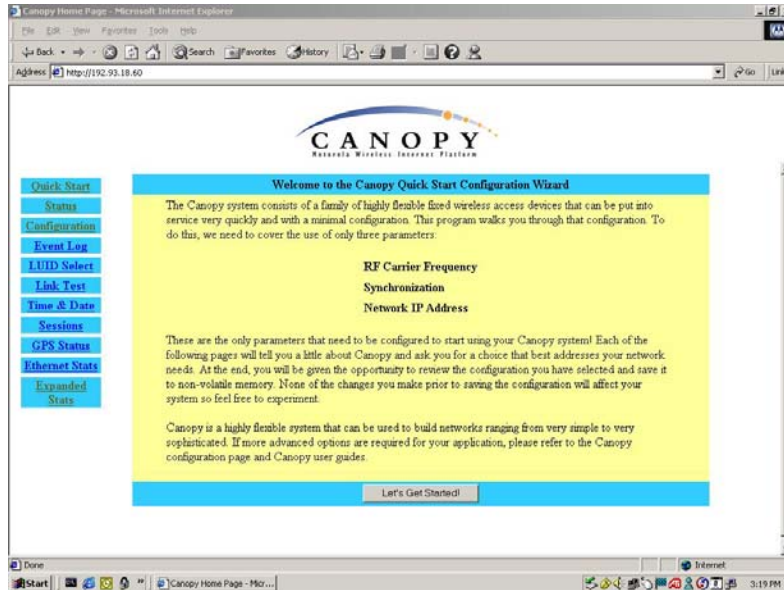 Canopy Home Page - Microsoft Internet Explorer
File Edit View Favorites Tools Help
Back Search Favorites History
Address http://192.93.18.60 Go Link
CANOPY
Motorola Wireless Internet Platform
Quick Start
Status
Configuration
Event Log
LUID Select
Link Test
Time & Date
Sessions
GPS Status
Ethernet Stats
Expanded
Stats
Welcome to the Canopy Quick Start Configuration Wizard
The Canopy system consists of a family of highly flexible fixed wireless access devices that can be put into
service very quickly and with a minimal configuration. This program walks you through that configuration. To
do this, we need to cover the use of only three parameters:
RF Carrier Frequency
Synchronization
Network IP Address
These are the only parameters that need to be configured to start using your Canopy system! Each of the
following pages will tell you a little about Canopy and ask you for a choice that best addresses your network
needs. At the end, you will be given the opportunity to review the configuration you have selected and save it
to non-volatile memory. None of the changes you make prior to saving the configuration will affect your
system so feel free to experiment.
Canopy is a highly flexible system that can be used to build networks ranging from very simple to very
sophisticated. If more advanced options are required for your application, please refer to the Canopy
configuration page and Canopy user guides.
Let's Get Started!
Done Internet
Start Canopy Home Page - Micr... 3:19 PM